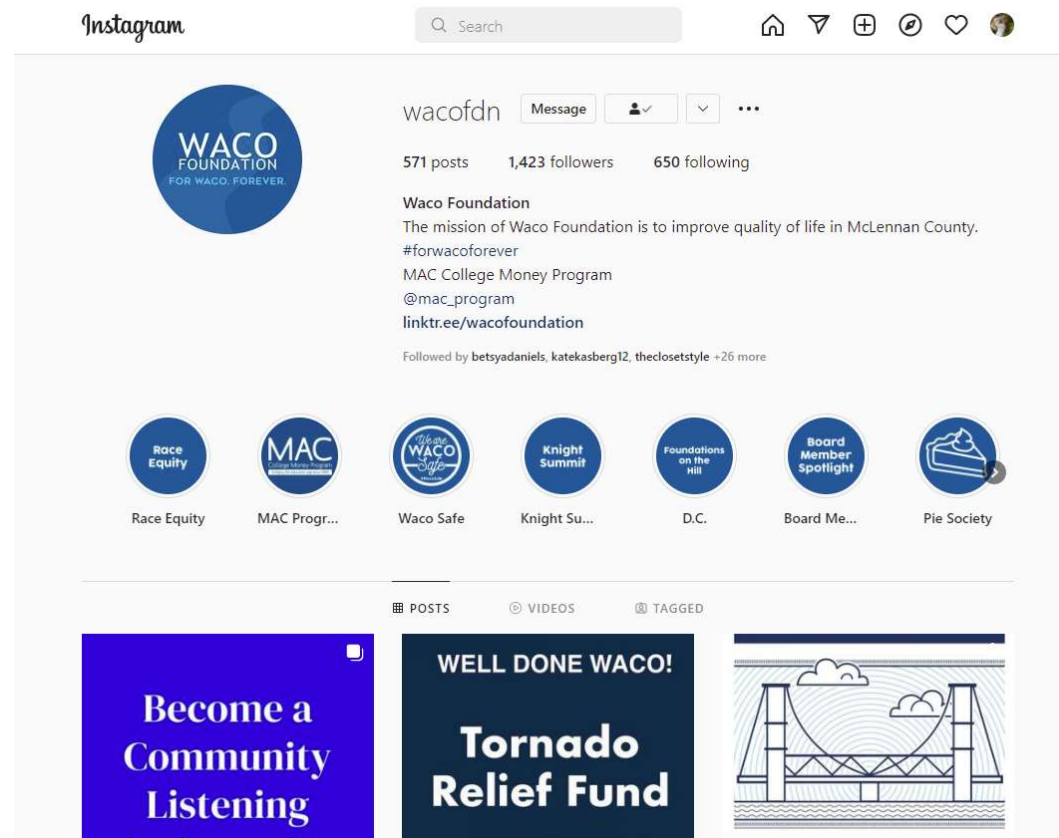 Instagram
Search
WACO
FOUNDATION
FOR WACO. FOREVER.
wacofdn Message
571 posts 1,423 followers 650 following
Waco Foundation
The mission of Waco Foundation is to improve quality of life in McLennan County.
#forwacoforever
MAC College Money Program
@mac_program
linktr.ee/wacofoundation
Followed by betsyadaniels, katekasberg12, theclosetstyle +26 more
Race
Equity
MAC
College Money Program
We are
WACO
Safe
Knight
Summit
Foundations
on the
Hill
Board
Member
Spotlight
Race Equity MAC Progr... Waco Safe Knight Su... D.C. Board Me... Pie Society
POSTS VIDEOS TAGGED
Become a
Community
Listening
WELL DONE WACO!
Tornado
Relief Fund